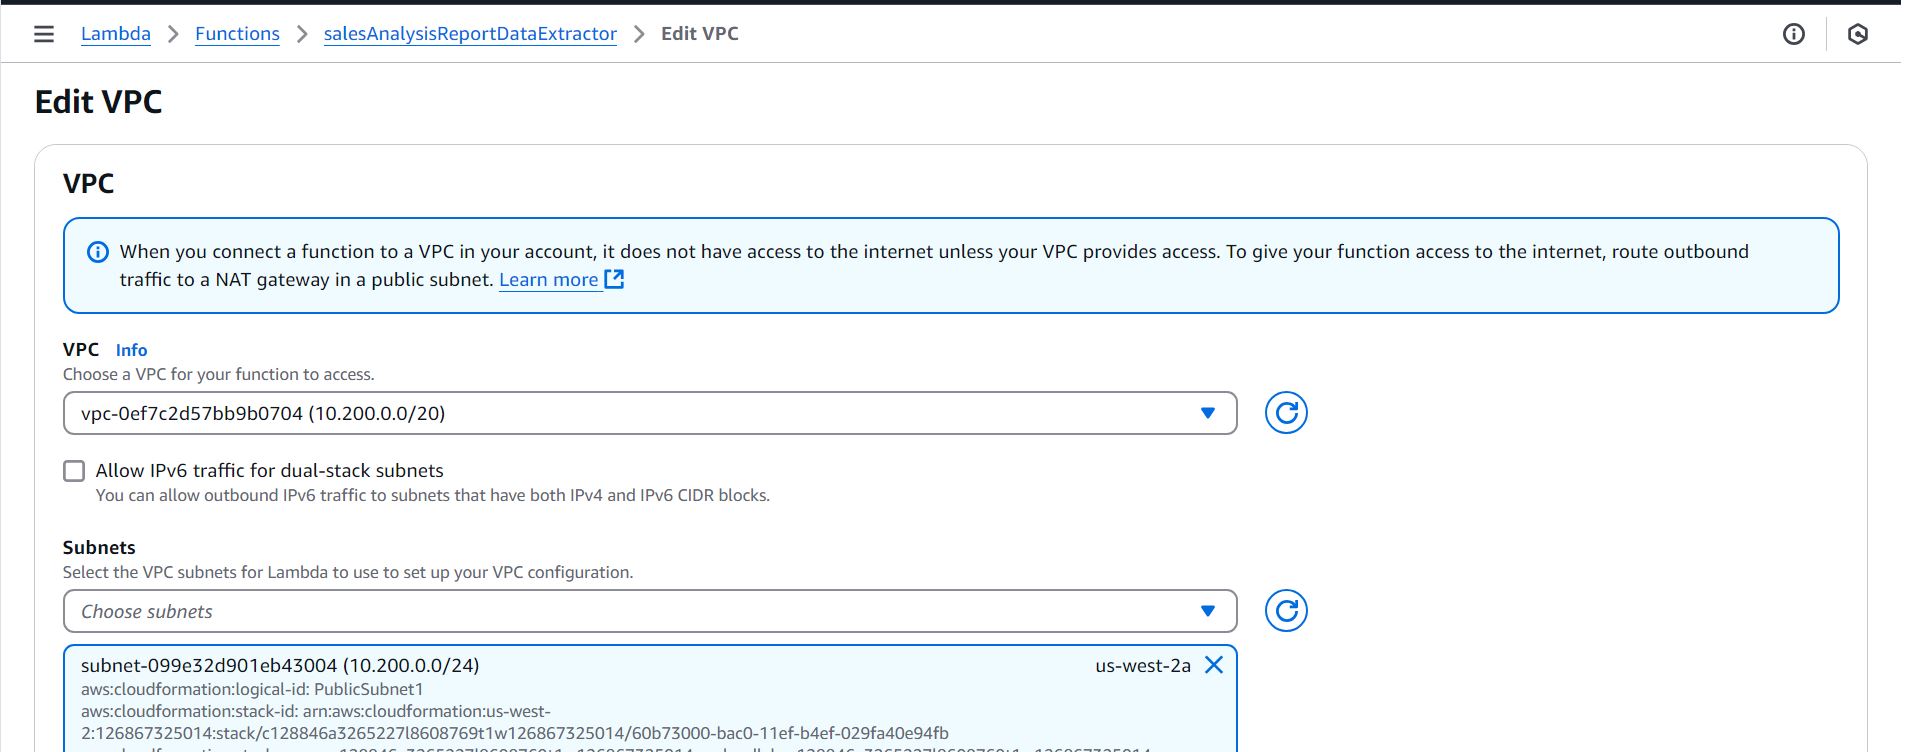 Lambda > Functions > salesAnalysisReportDataExtractor > Edit VPC
Edit VPC
VPC
When you connect a function to a VPC in your account, it does not have access to the internet unless your VPC provides access. To give your function access to the internet, route outbound
traffic to a NAT gateway in a public subnet. Learn more
VPC Info
Choose a VPC for your function to access.
vpc-0ef7c2d57bb9b0704 (10.200.0.0/20)
Allow IPv6 traffic for dual-stack subnets
You can allow outbound IPv6 traffic to subnets that have both IPv4 and IPv6 CIDR blocks.
Subnets
Select the VPC subnets for Lambda to use to set up your VPC configuration.
Choose subnets
subnet-099e32d901eb43004 (10.200.0.0/24) us-west-2a
aws:cloudformation:logical-id: PublicSubnet1
aws:cloudformation:stack-id: arn:aws:cloudformation:us-west-
2:126867325014:stack/c128846a3265227l8608769t1w126867325014/60b73000-bac0-11ef-b4ef-029fa40e94fb